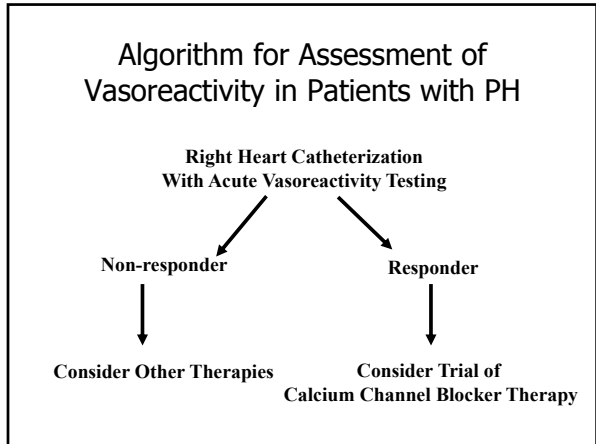 Algorithm for Assessment of
Vasoreactivity in Patients with PH
Right Heart Catheterization
With Acute Vasoreactivity Testing
Non-responder
Responder
Consider Other Therapies
Consider Trial of
Calcium Channel Blocker Therapy